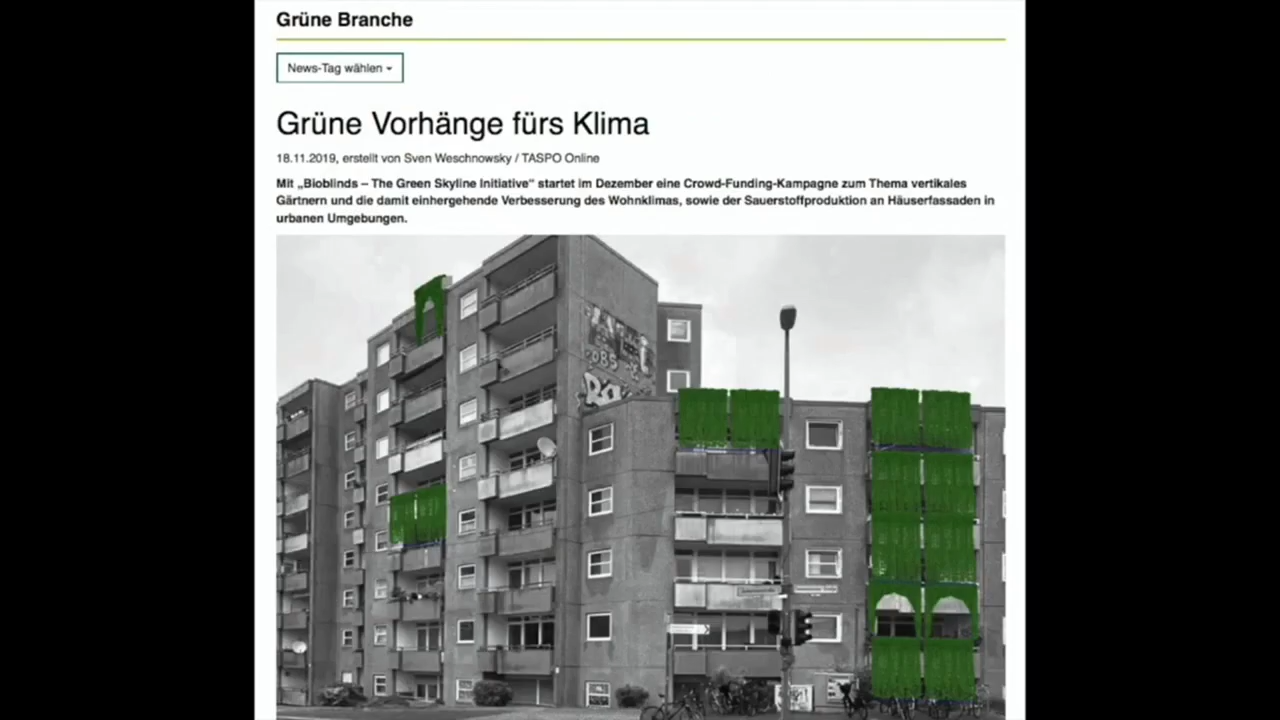 Grüne Branche
News-Tag wählen
Grüne Vorhänge fürs Klima
18.11.2019, erstellt von Sven Weschnowsky / TASPO Online
Mit „Bioblinds – The Green Skyline Initiative“ startet im Dezember eine Crowd-Funding-Kampagne zum Thema vertikales
Gärtnern und die damit einhergehende Verbesserung des Wohnklimas, sowie der Sauerstoffproduktion an Häuserfassaden in
urbanen Umgebungen.